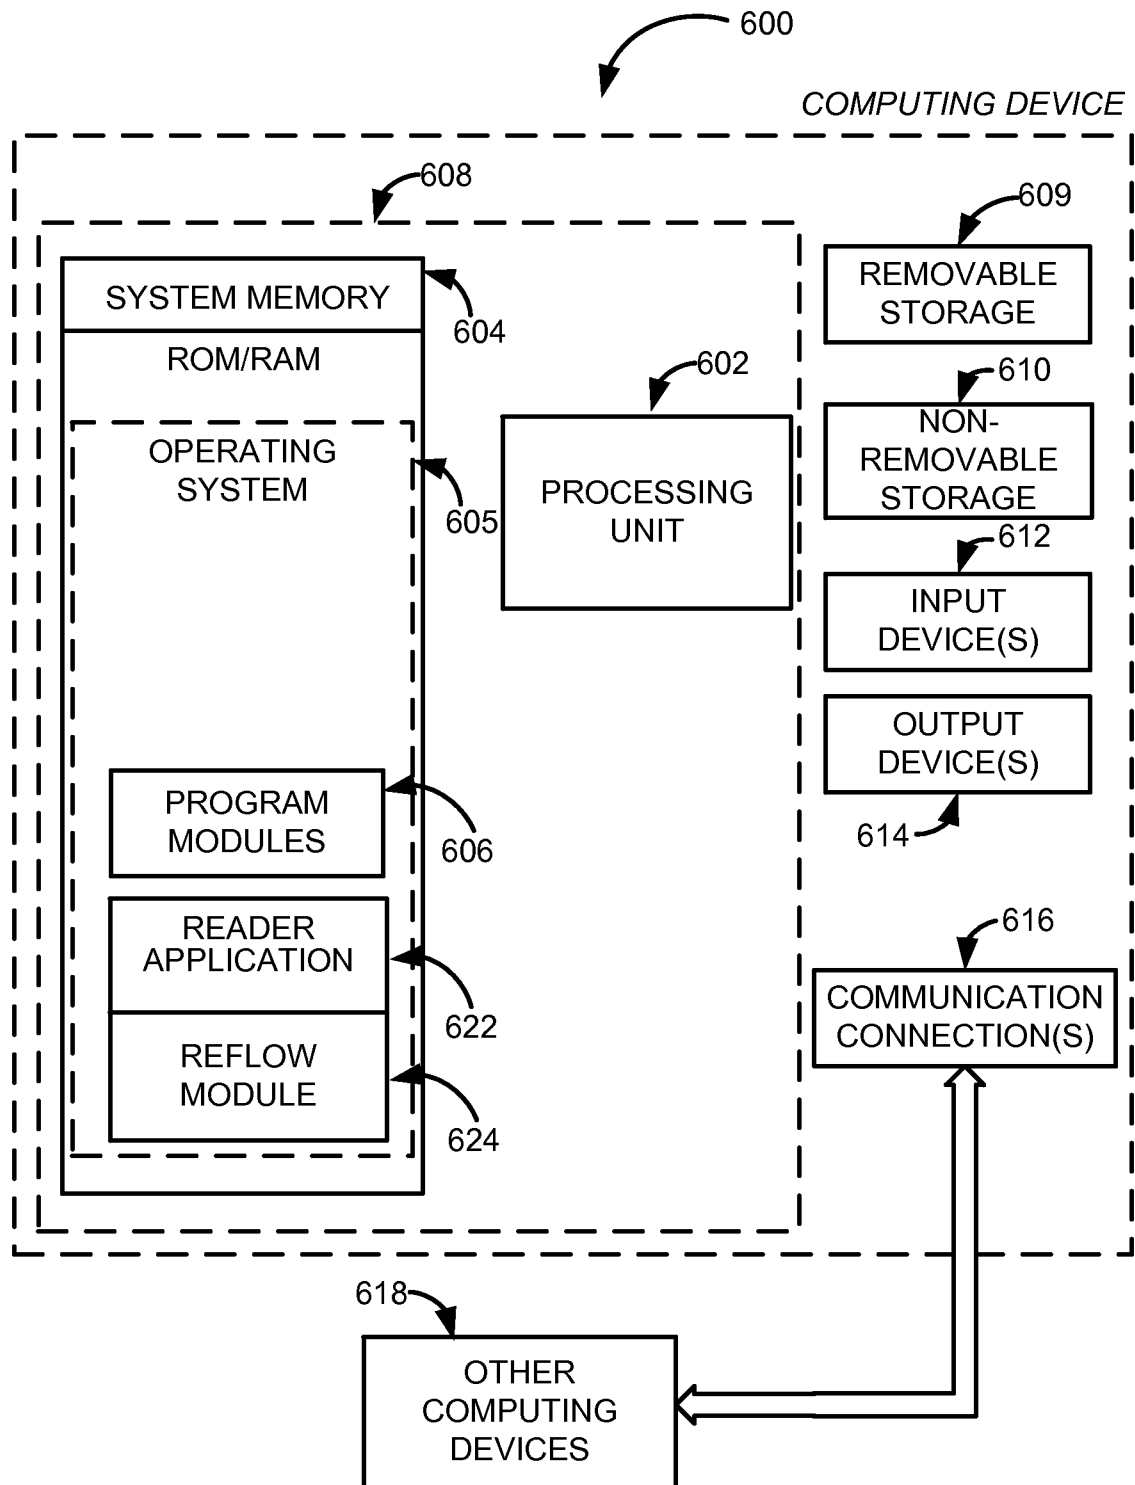 600
COMPUTING DEVICE
608
609
REMOVABLE
STORAGE
SYSTEM MEMORY
604
ROM/RAM
602
610
NON-
REMOVABLE
STORAGE
OPERATING
SYSTEM
605
PROCESSING
UNIT
612
INPUT
DEVICE(S)
OUTPUT
DEVICE(S)
614
PROGRAM
MODULES
606
READER
APPLICATION
622
616
COMMUNICATION
CONNECTION(S)
REFLOW
MODULE
624
618
OTHER
COMPUTING
DEVICES